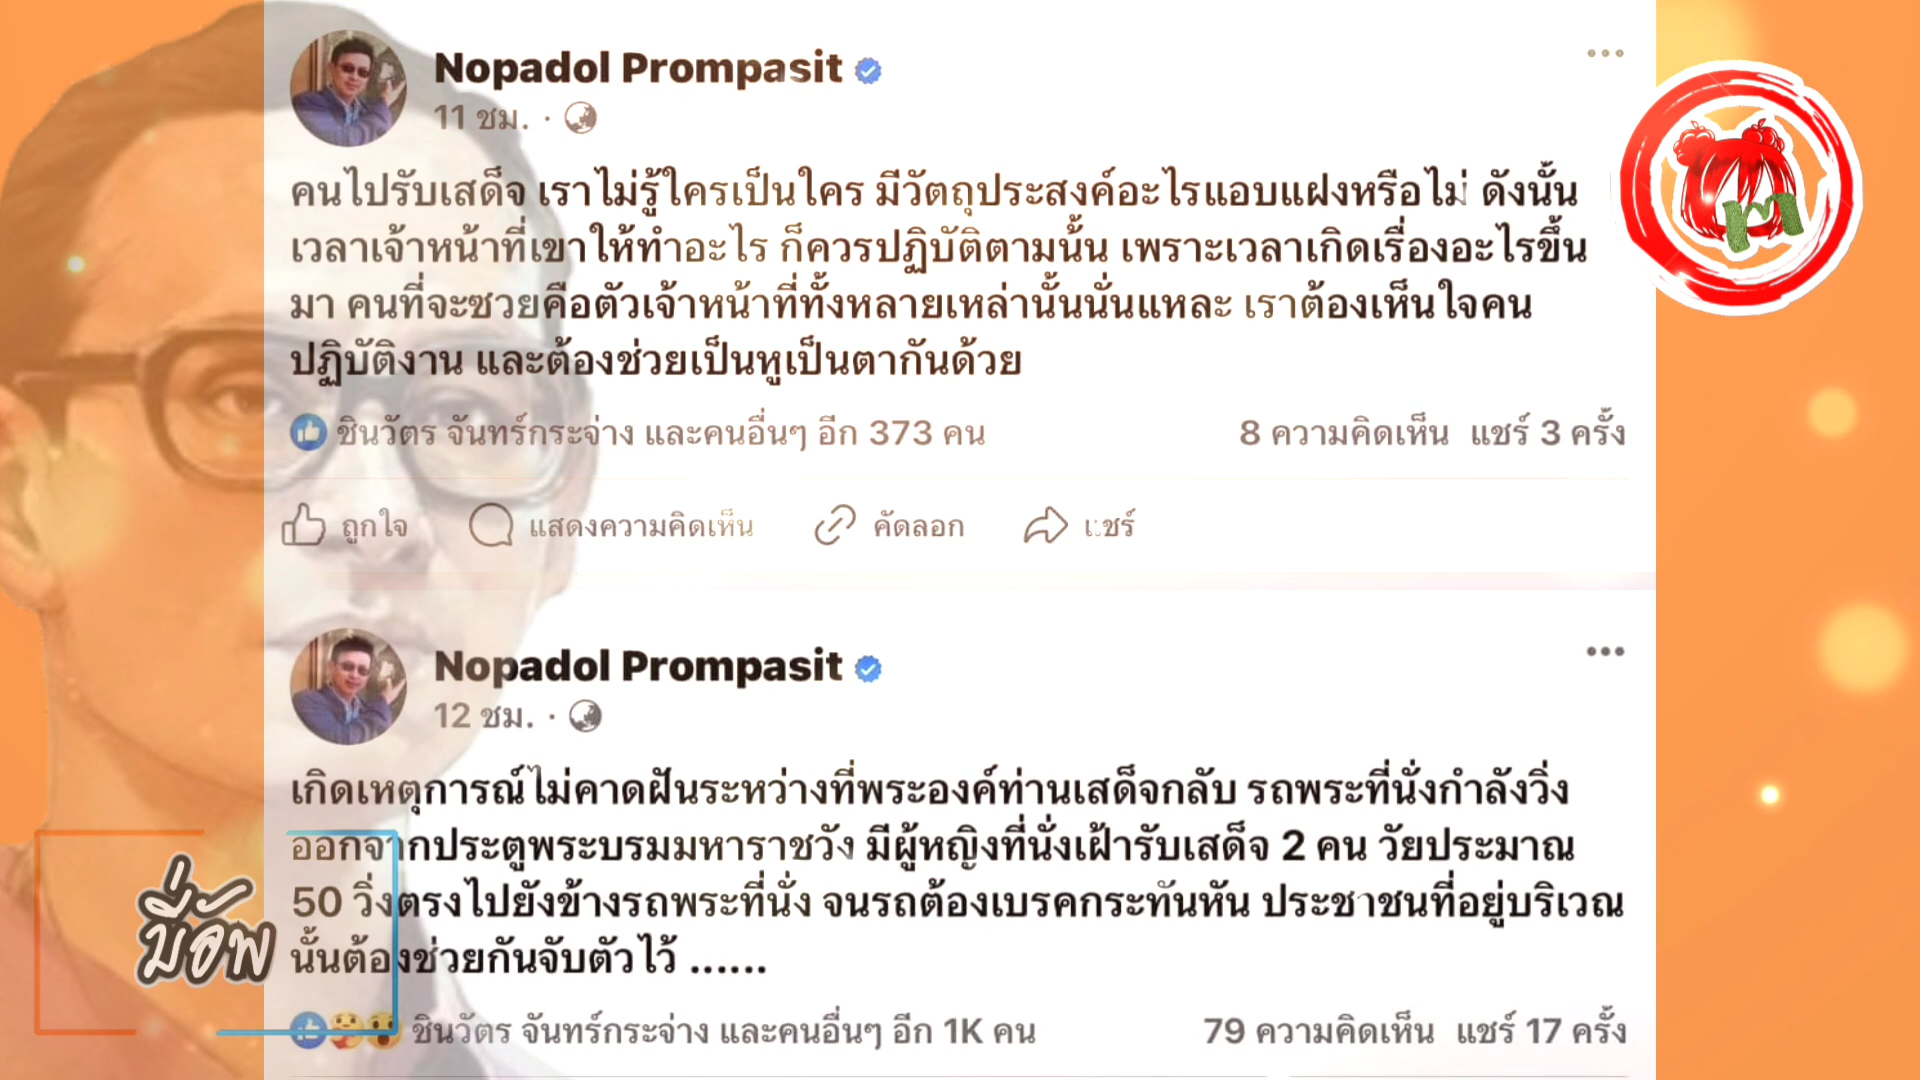 Nopadol Prompasit
11 ชม. ·
คนไปรับเสด็จ เราไม่รู้ใครเป็นใคร มีวัตถุประสงค์อะไรแอบแฝงหรือไม่ ดังนั้น
เวลาเจ้าหน้าที่เขาให้ทำอะไร ก็ควรปฏิบัติตามนั้น เพราะเวลาเกิดเรื่องอะไรขึ้น
มา คนที่จะซวยคือตัวเจ้าหน้าที่ทั้งหลายเหล่านั้นนั่นแหละ เราต้องเห็นใจคน
ปฏิบัติงาน และต้องช่วยเป็นหูเป็นตากันด้วย
ชินวัตร จันทร์กระจ่าง และคนอื่นๆ อีก 373 คน 8 ความคิดเห็น แชร์ 3 ครั้ง
ถูกใจ แสดงความคิดเห็น คัดลอก แชร์
Nopadol Prompasit
12 ชม. ·
เกิดเหตุการณ์ไม่คาดฝันระหว่างที่พระองค์ท่านเสด็จกลับ รถพระที่นั่งกำลังวิ่ง
ออกจากประตูพระบรมมหาราชวัง มีผู้หญิงที่นั่งเฝ้ารับเสด็จ 2 คน วัยประมาณ
50 วิ่งตรงไปยังข้างรถพระที่นั่ง จนรถต้องเบรคกระทันหัน ประชาชนที่อยู่บริเวณ
นั้นต้องช่วยกันจับตัวไว้ ......
ชินวัตร จันทร์กระจ่าง และคนอื่นๆ อีก 1K คน 79 ความคิดเห็น แชร์ 17 ครั้ง
บี่อัพ